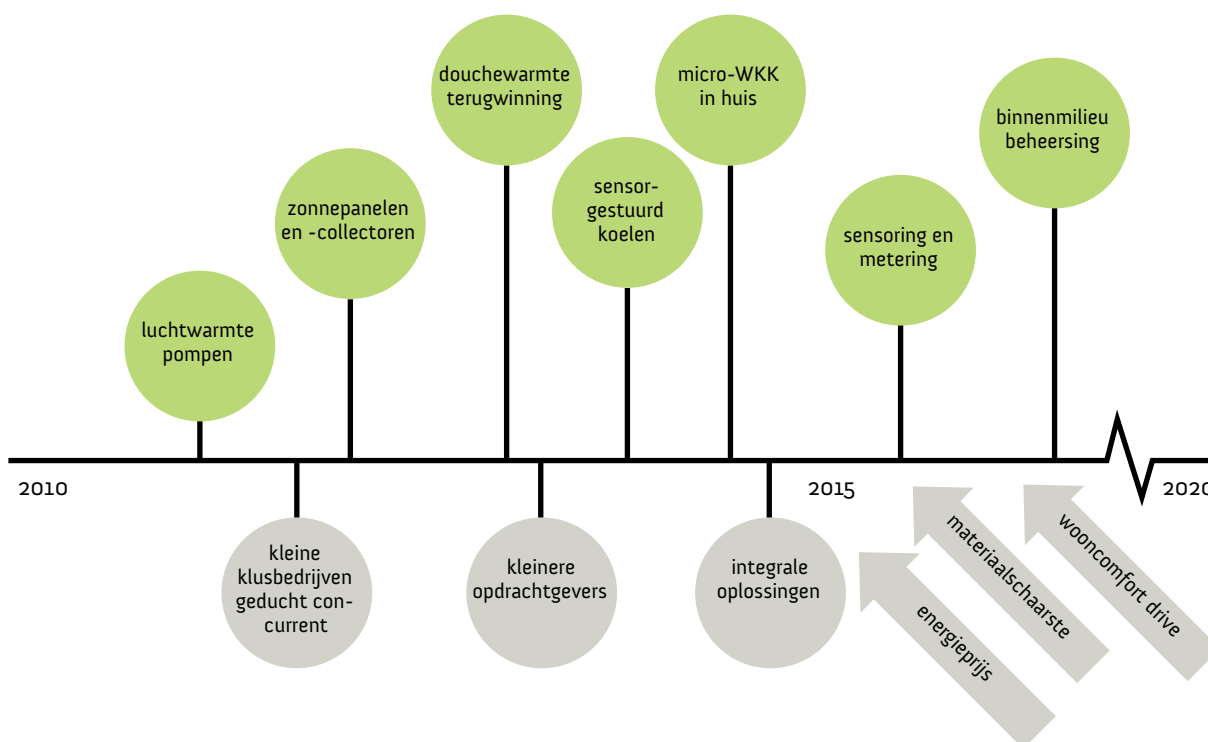 douchewarmte
terugwinning
micro-WKK
in huis
binnenmilieu
beheersing
zonnepanelen
en -collectoren
sensor-
gestuurd
koelen
sensoring en
metering
luchtwarmte
pompen
2010
2015
2020
kleine
klusbedrijven
geducht con-
current
kleinere
opdrachtgevers
integrale
oplossingen
energieprijs
materiaalschaarste
wooncomfort drive